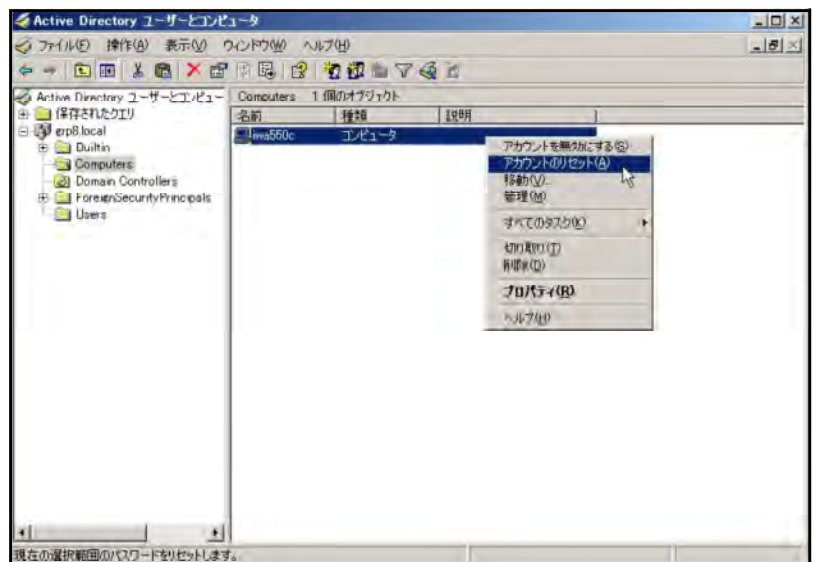 Active Directory ユーザーとコンピュータ
ファイル(F) 操作(A) 表示(V) ウィンドウ(W) ヘルプ(H)
Active Directory ユーザーとコンピュー
保存されたクエリ
erp8.local
Builtin
Computers
Domain Controllers
ForeignSecurityPrincipals
Users
Computers 1 個のオブジェクト
名前 種類 説明
iwa550c コンピュータ
アカウントを無効にする(S)
アカウントのリセット(A)
移動(V)...
管理(M)
すべてのタスク(K)
切り取り(T)
削除(D)
プロパティ(R)
ヘルプ(H)
現在の選択範囲のパスワードをリセットします。